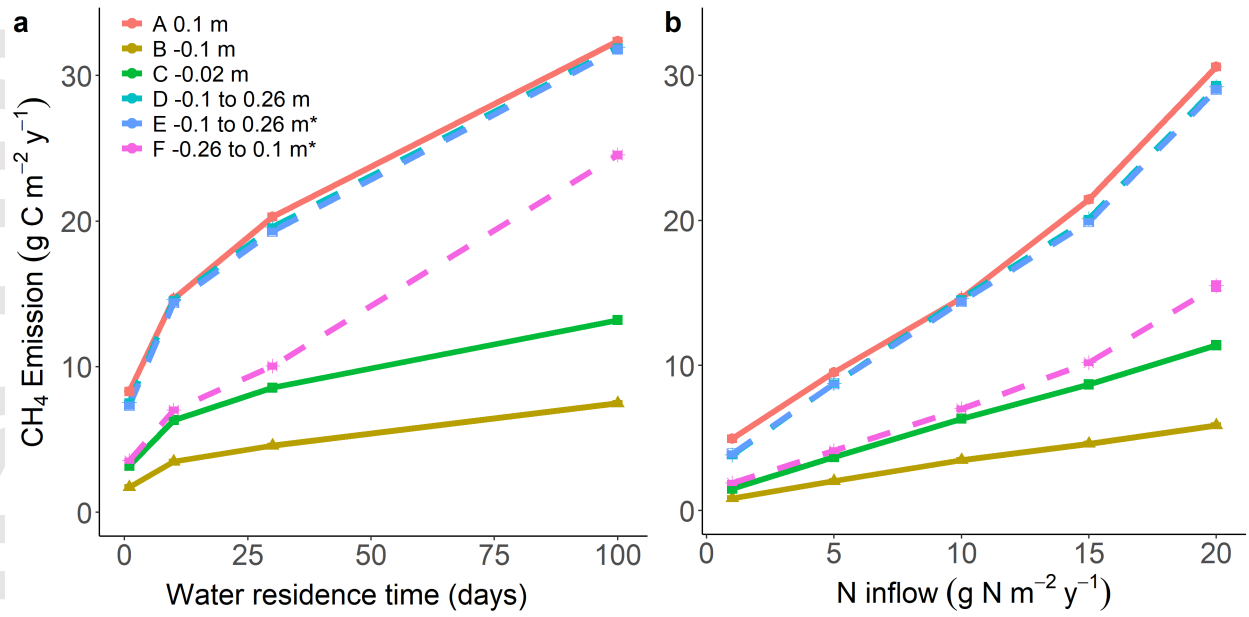 a
A 0.1 m
B -0.1 m
C -0.02 m
D -0.1 to 0.26 m
E -0.1 to 0.26 m*
F -0.26 to 0.1 m*
CH₄ Emission (g C m⁻² y⁻¹)
30
20
10
0
0 25 50 75 100
Water residence time (days)
b
30
20
10
0
0 5 10 15 20
N inflow (g N m⁻² y⁻¹)